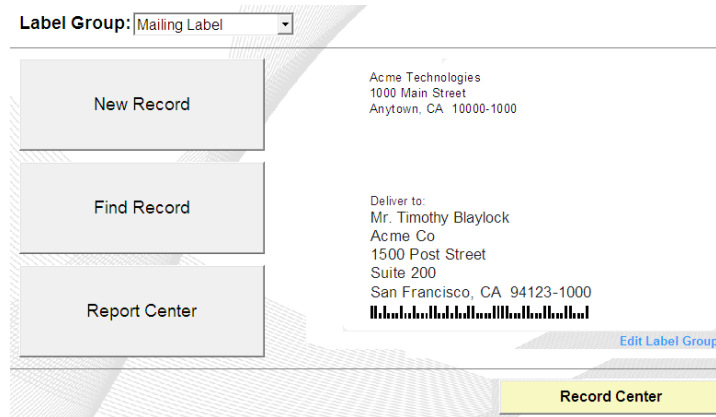 Label Group: Mailing Label
New Record
Find Record
Report Center
Acme Technologies
1000 Main Street
Anytown, CA 10000-1000
Deliver to:
Mr. Timothy Blaylock
Acme Co
1500 Post Street
Suite 200
San Francisco, CA 94123-1000
Edit Label Group
Record Center